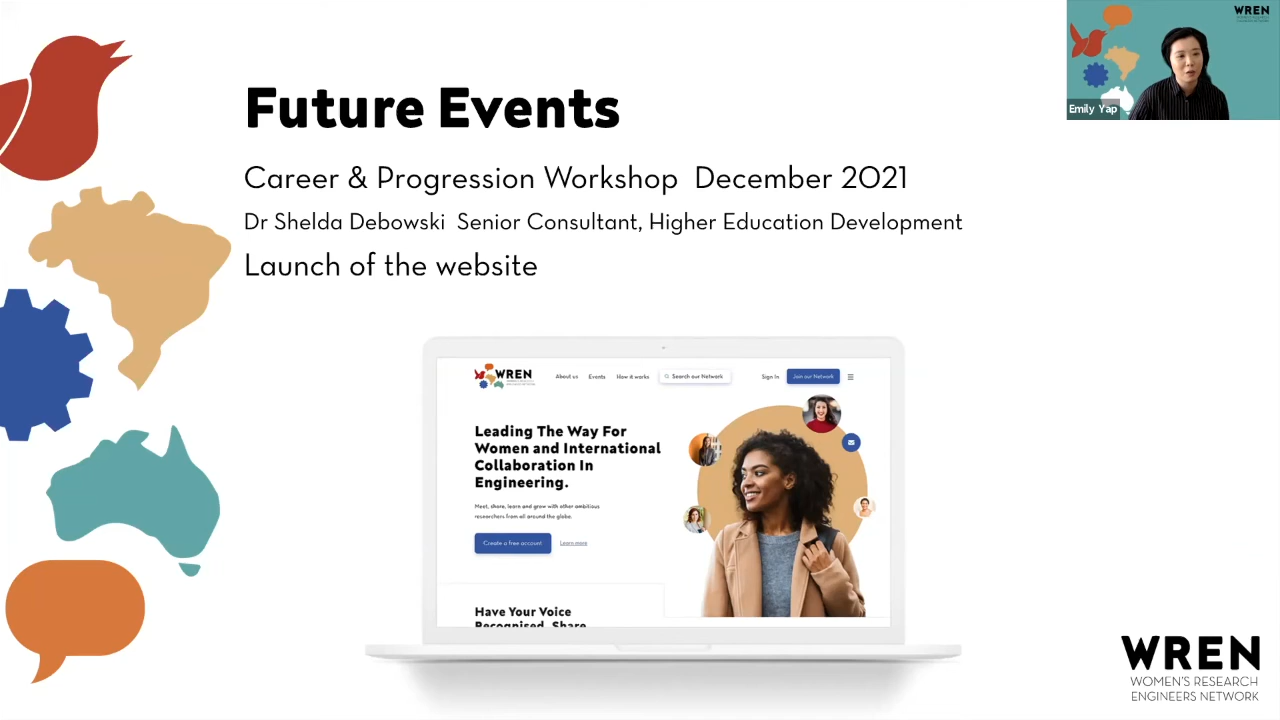 Future Events
Career & Progression Workshop December 2021
Dr Shelda Debowski Senior Consultant, Higher Education Development
Launch of the website
WREN
Emily Yap
WREN
About us Events How it works Search our Network Sign In Join our Network
Leading The Way For
Women and International
Collaboration In
Engineering.
Meet, share, learn and grow with other ambitious
researchers from all around the globe.
Create a free account Learn more
Have Your Voice
Recognised, Share
WREN
WOMEN'S RESEARCH
ENGINEERS NETWORK